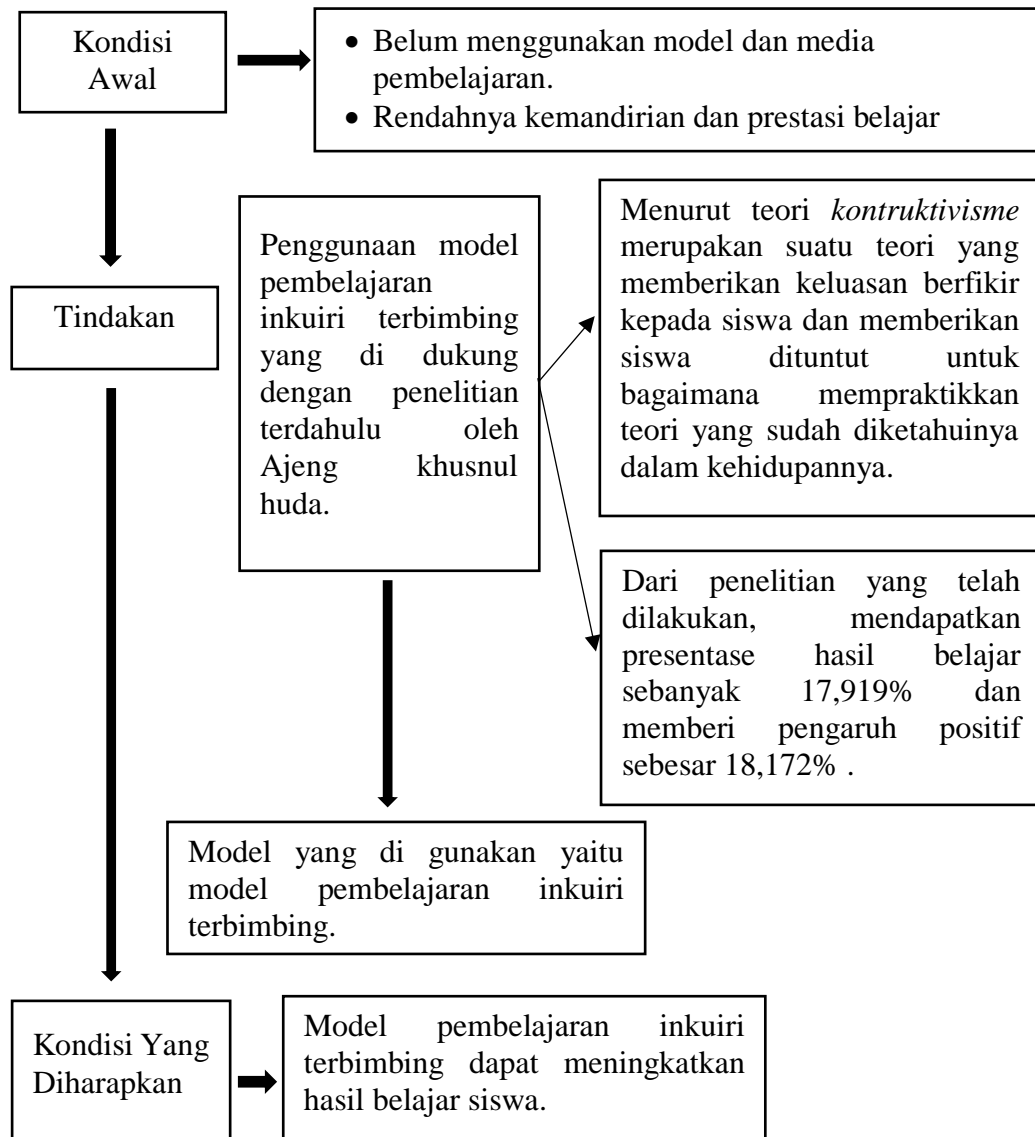 Kondisi
Awal
• Belum menggunakan model dan media
pembelajaran.
• Rendahnya kemandirian dan prestasi belajar
Tindakan
Penggunaan model
pembelajaran
inkuiri terbimbing
yang di dukung
dengan penelitian
terdahulu oleh
Ajeng khusnul
huda.
Menurut teori kontruktivisme
merupakan suatu teori yang
memberikan keluasan berfikir
kepada siswa dan memberikan
siswa dituntut untuk
bagaimana mempraktikkan
teori yang sudah diketahuinya
dalam kehidupannya.
Dari penelitian yang telah
dilakukan, mendapatkan
presentase hasil belajar
sebanyak 17,919% dan
memberi pengaruh positif
sebesar 18,172% .
Model yang di gunakan yaitu
model pembelajaran inkuiri
terbimbing.
Kondisi Yang
Diharapkan
Model pembelajaran inkuiri
terbimbing dapat meningkatkan
hasil belajar siswa.